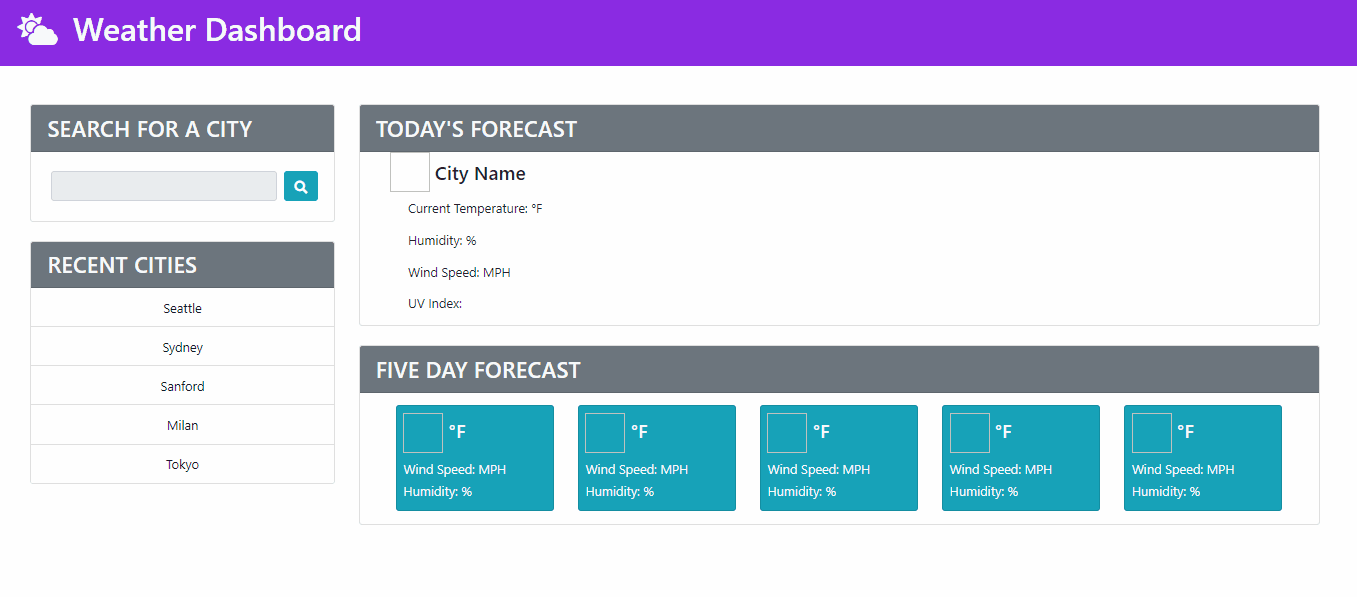 Weather Dashboard
SEARCH FOR A CITY
RECENT CITIES
Seattle
Sydney
Sanford
Milan
Tokyo
TODAY'S FORECAST
City Name
Current Temperature: °F
Humidity: %
Wind Speed: MPH
UV Index:
FIVE DAY FORECAST
°F
Wind Speed: MPH
Humidity: %
°F
Wind Speed: MPH
Humidity: %
°F
Wind Speed: MPH
Humidity: %
°F
Wind Speed: MPH
Humidity: %
°F
Wind Speed: MPH
Humidity: %